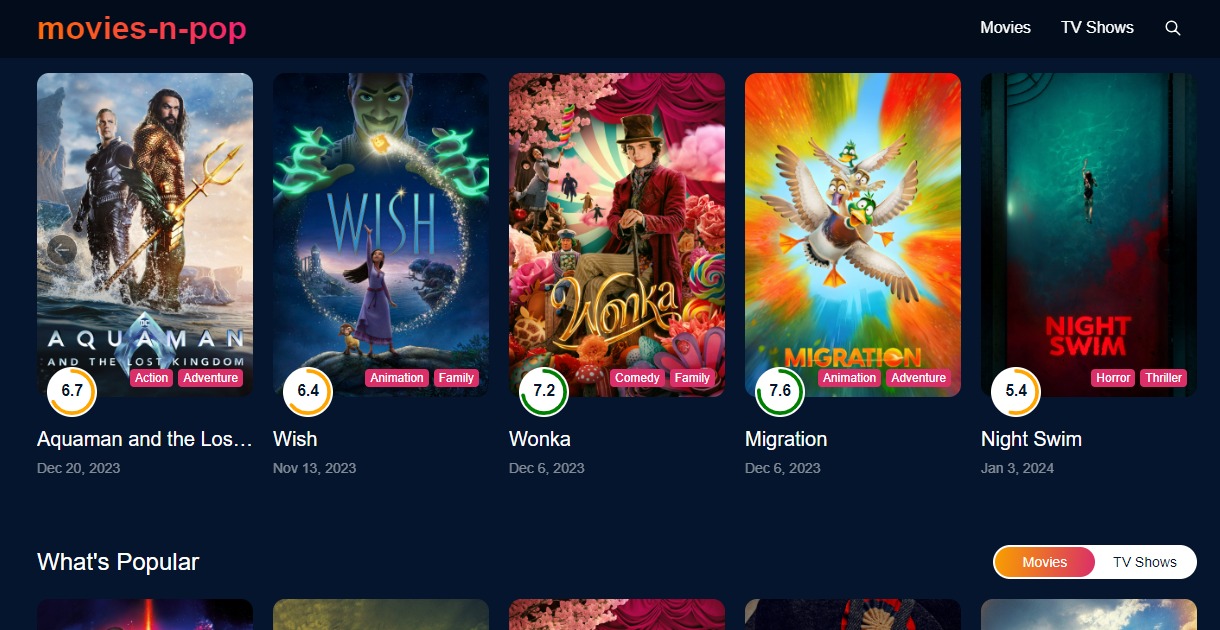 movies-n-pop
Movies
TV Shows
AQUAMAN
AND THE LOST KINGDOM
Action
Adventure
6.7
Aquaman and the Los...
Dec 20, 2023
WISH
Animation
Family
6.4
Wish
Nov 13, 2023
Wonka
Comedy
Family
7.2
Wonka
Dec 6, 2023
MIGRATION
Animation
Adventure
7.6
Migration
Dec 6, 2023
NIGHT
SWIM
Horror
Thriller
5.4
Night Swim
Jan 3, 2024
What's Popular
Movies
TV Shows